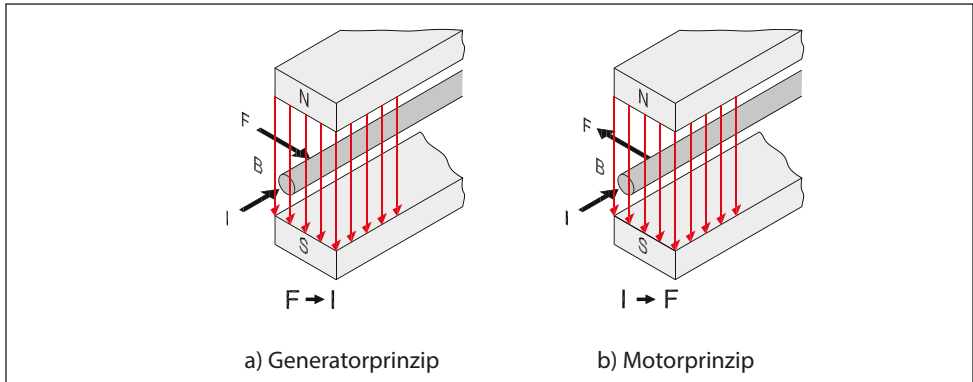 N
F
B
I
S
F → I
a) Generatorprinzip
N
F
B
I
S
I → F
b) Motorprinzip